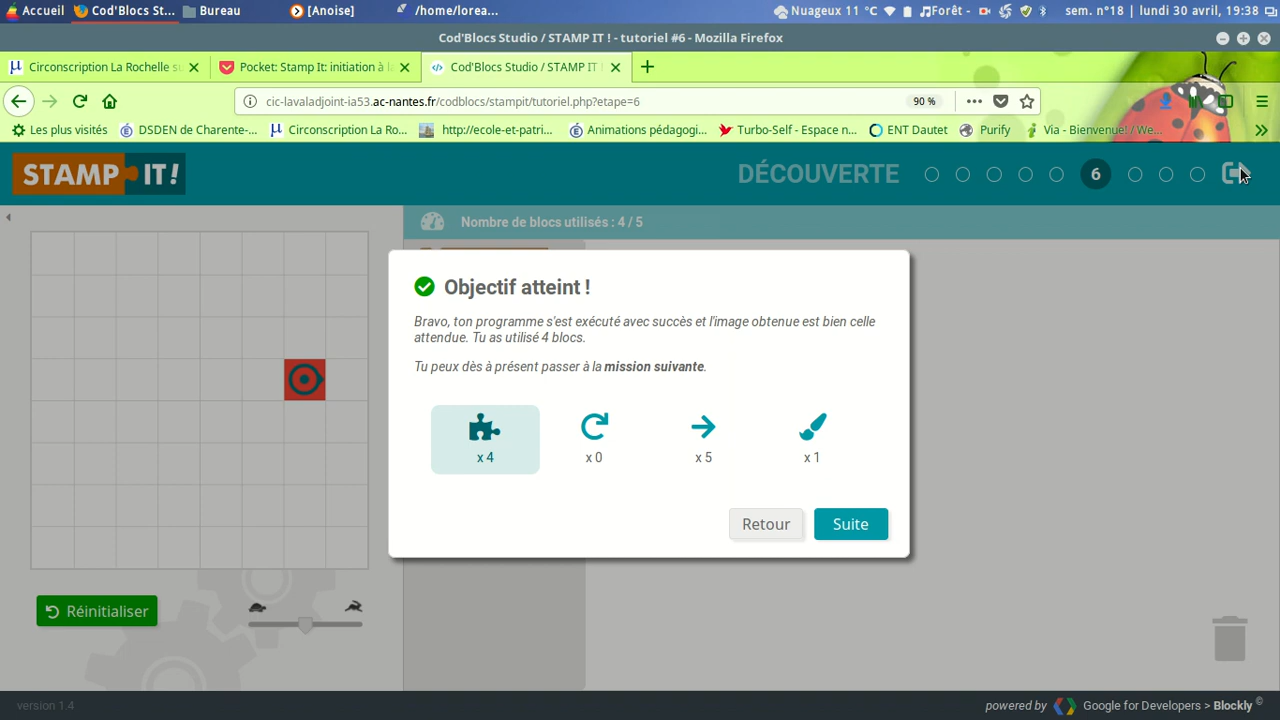 Accueil
Cod'Blocs St...
Bureau
[Anoise]
/home/lorea...
Nuageux 11 °C
Forêt -
sem. n°18 | lundi 30 avril, 19:38
Cod'Blocs Studio / STAMP IT ! - tutoriel #6 - Mozilla Firefox
Circonscription La Rochelle s
Pocket: Stamp It: initiation à l
Cod'Blocs Studio / STAMP IT !
cic-lavaladjoint-ia53.ac-nantes.fr/codblocs/stampit/tutoriel.php?etape=6
90 %
Les plus visités
DSDEN de Charente-...
Circonscription La Ro...
http://ecole-et-patri...
Animations pédagogi...
Turbo-Self - Espace n...
ENT Dautet
Purify
Via - Bienvenue! / We...
STAMP IT!
DÉCOUVERTE
6
Nombre de blocs utilisés : 4 / 5
Objectif atteint !
Bravo, ton programme s'est exécuté avec succès et l'image obtenue est bien celle
attendue. Tu as utilisé 4 blocs.
Tu peux dès à présent passer à la mission suivante.
x 4
x 0
x 5
x 1
Retour
Suite
Réinitialiser
version 1.4
powered by Google for Developers > Blockly ©